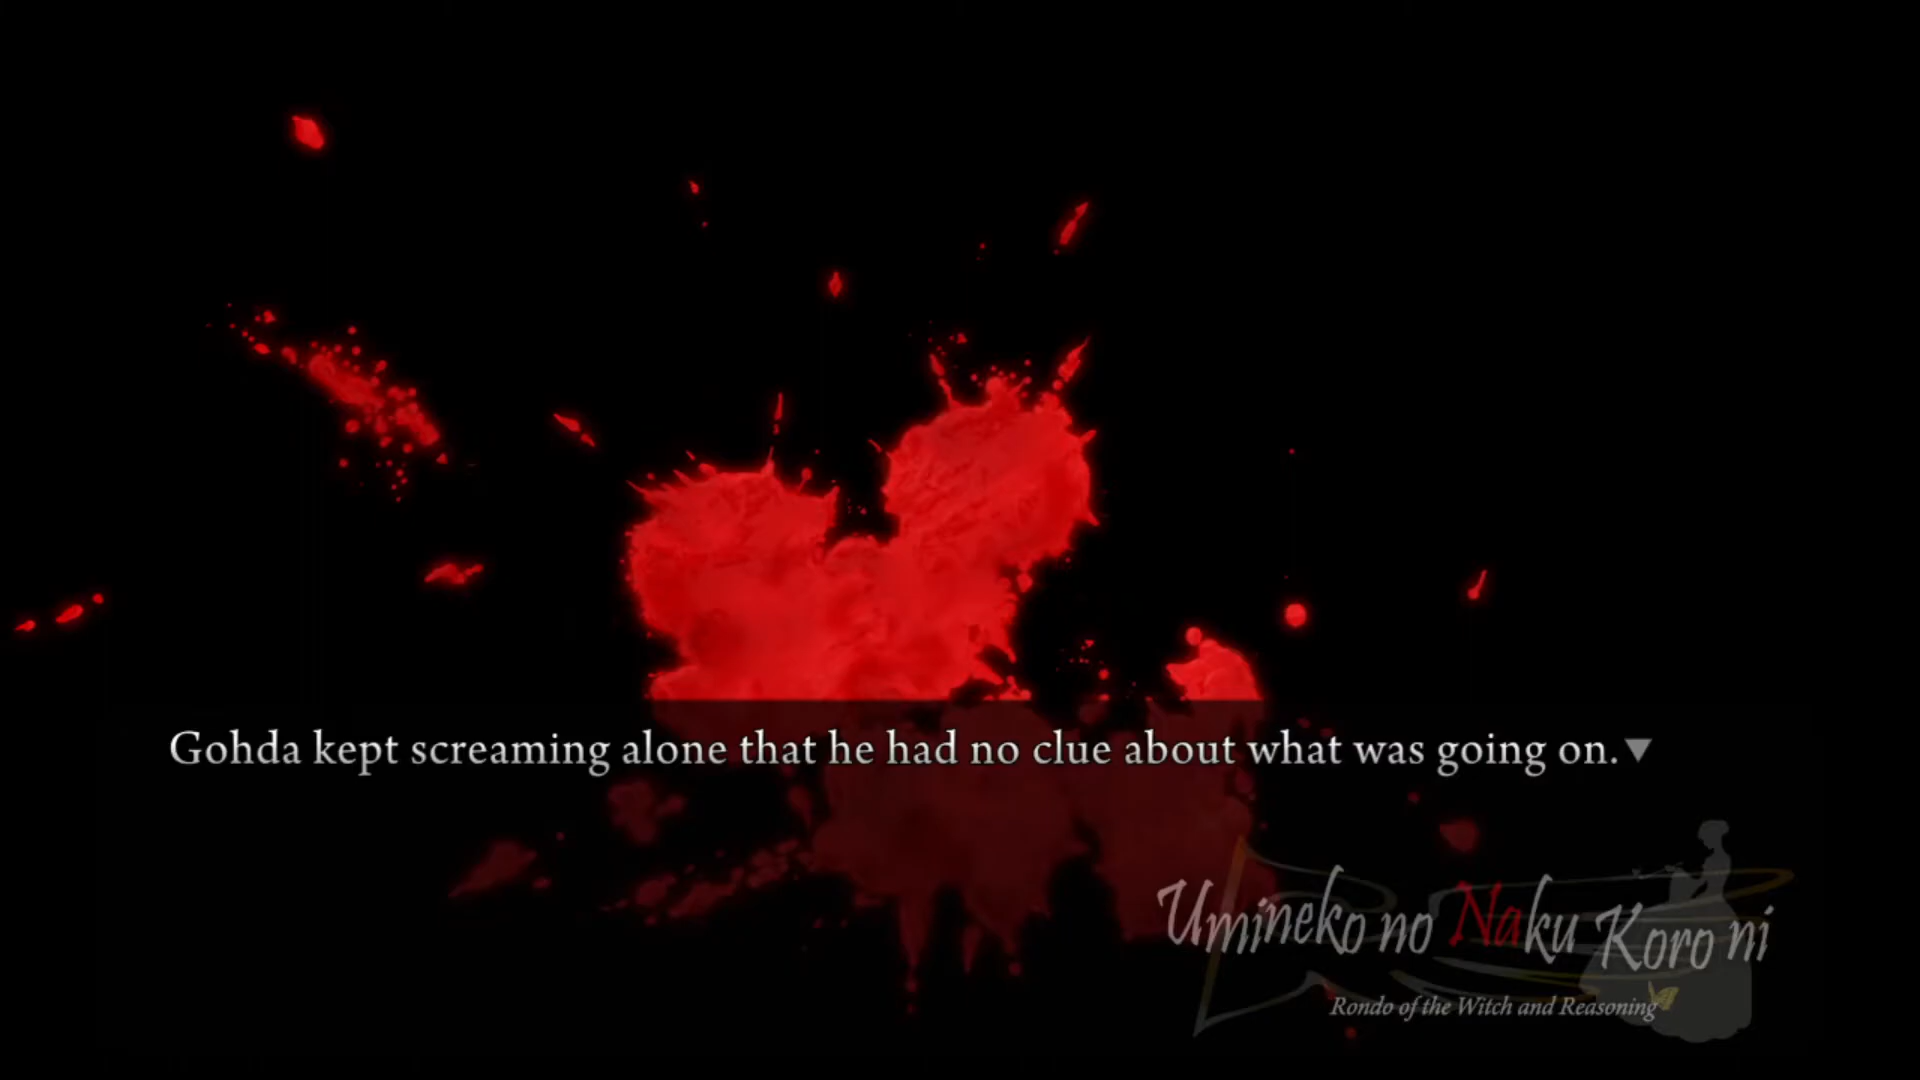 Gohda kept screaming alone that he had no clue about what was going on.
Umineko no Naku Koro ni
Rondo of the Witch and Reasoning